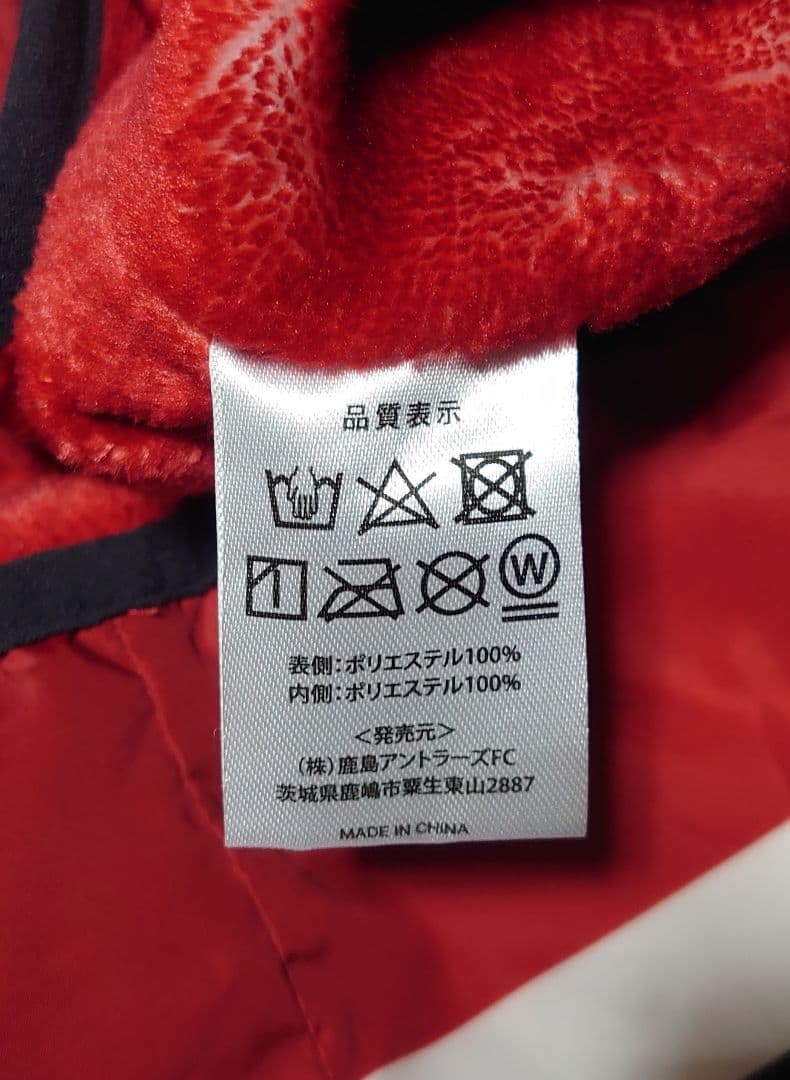 品質表示
W
表側：ポリエステル100%
内側：ポリエステル100%
＜発売元＞
（株）鹿島アントラーズFC
茨城県鹿嶋市粟生東山2887
MADE IN CHINA